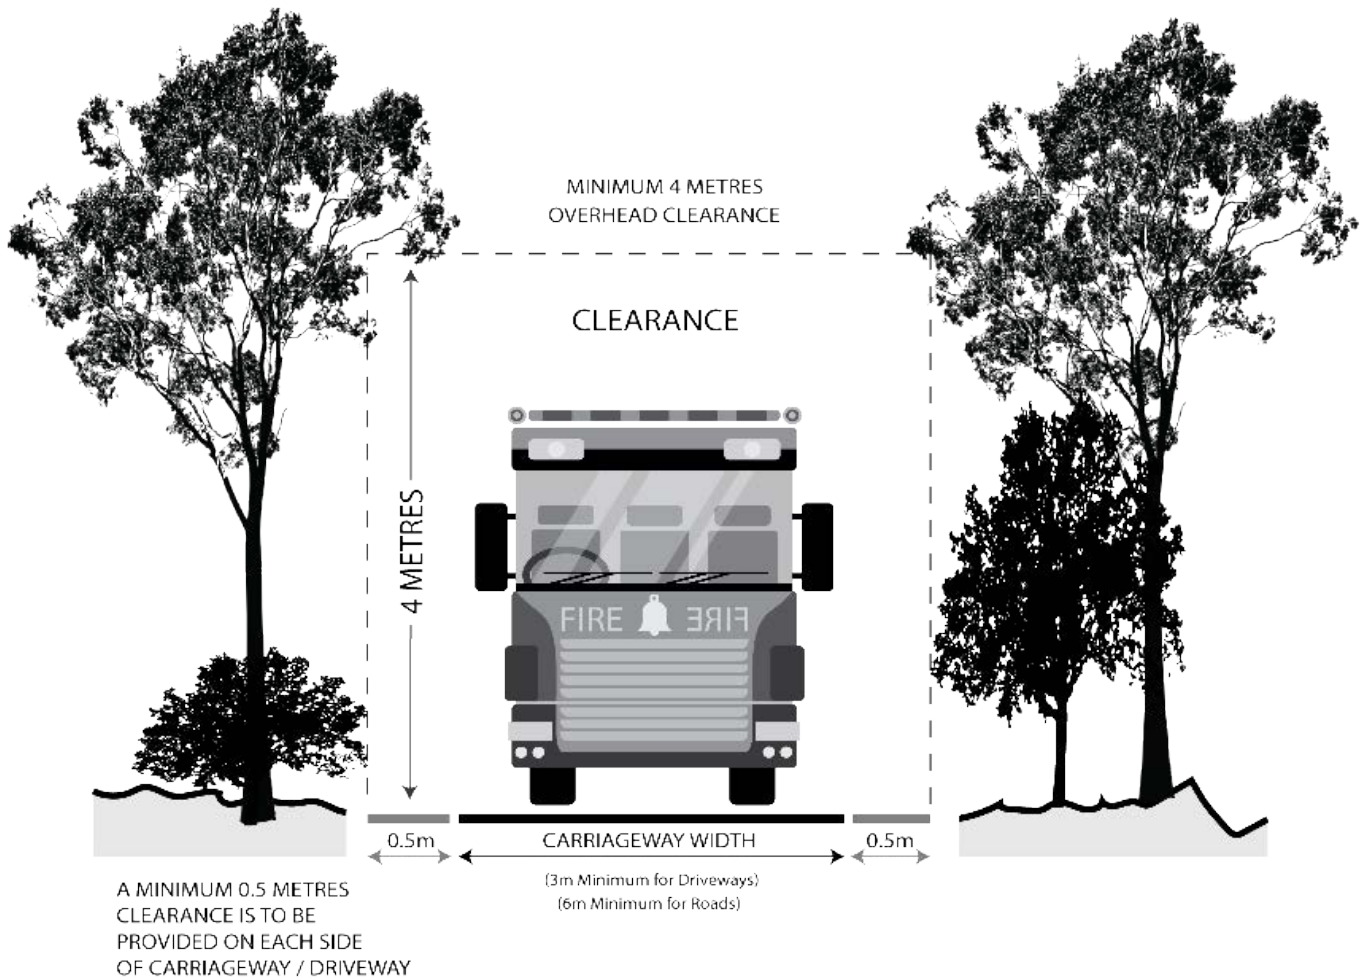 MINIMUM 4 METRES
OVERHEAD CLEARANCE
CLEARANCE
4 METRES
FIRE FIRE
0.5m
CARRIAGEWAY WIDTH
0.5m
(3m Minimum for Driveways)
(6m Minimum for Roads)
A MINIMUM 0.5 METRES
CLEARANCE IS TO BE
PROVIDED ON EACH SIDE
OF CARRIAGEWAY / DRIVEWAY